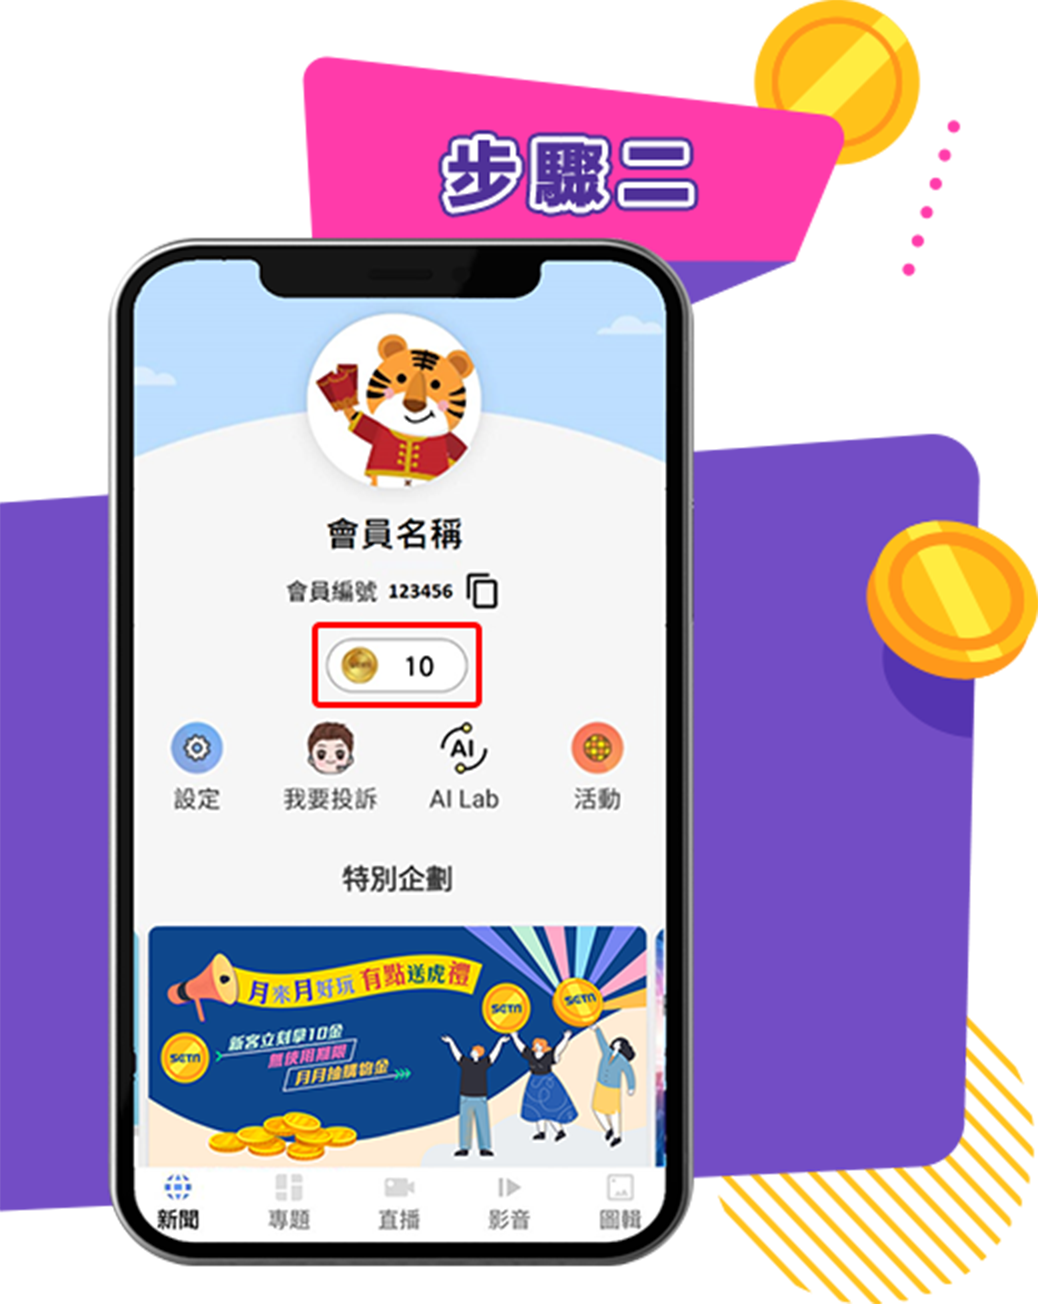 步驟二
會員名稱
會員編號 123456
10
設定 我要投訴 AI Lab 活動
特別企劃
月來月好玩 有點送虎禮
新客立刻拿10金
無使用期限
月月抽購物金
SETN
SETN
SETN
新聞 專題 直播 影音 圖輯